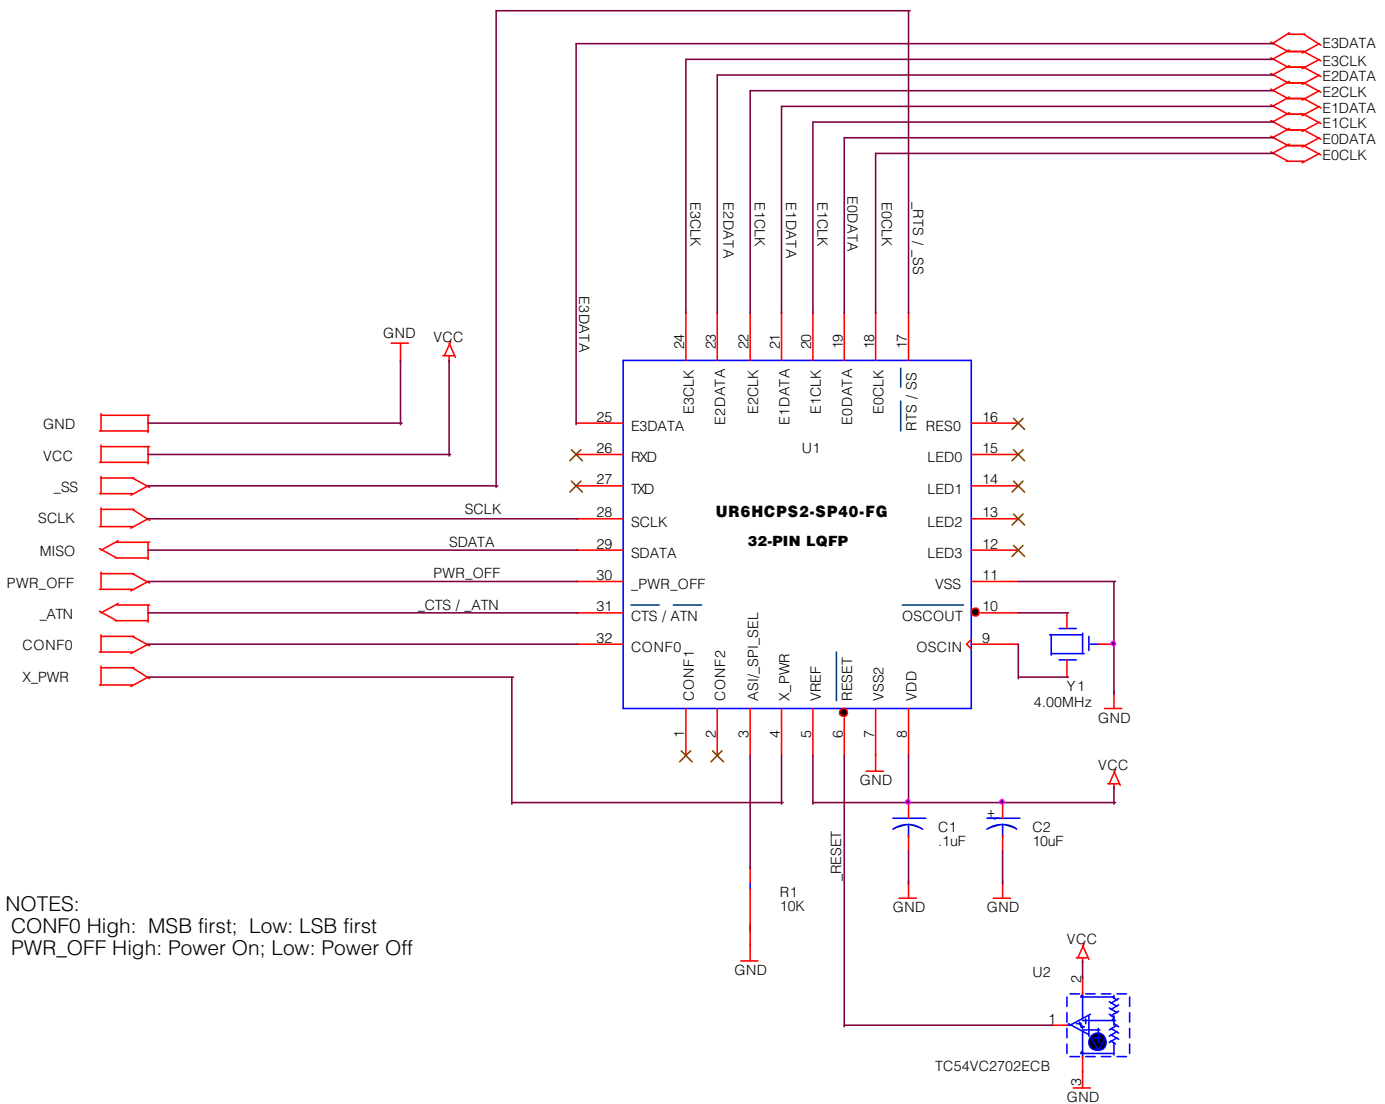 E3DATA
E3CLK
E2DATA
E2CLK
E1DATA
E1CLK
E0DATA
E0CLK
E3CLK
E2DATA
E1CLK
E1DATA
E1CLK
E0DATA
E0CLK
_RTS / _SS
E3DATA
GND
VCC
24
23
22
21
20
19
18
17
E3CLK
E2DATA
E2CLK
E1DATA
E1CLK
E0DATA
E0CLK
RTS / SS
GND
VCC
_SS
SCLK
MISO
PWR_OFF
_ATN
CONF0
X_PWR
SCLK
SDATA
PWR_OFF
_CTS / _ATN
25
26
27
28
29
30
31
32
E3DATA
RXD
TXD
SCLK
SDATA
_PWR_OFF
CTS / ATN
CONF0
U1
UR6HCPS2-SP40-FG
32-PIN LQFP
RES0
LED0
LED1
LED2
LED3
VSS
OSCOUT
OSCIN
16
15
14
13
12
11
10
9
Y1
4.00MHz
GND
CONF1
CONF2
ASI/_SPI_SEL
X_PWR
VREF
RESET
VSS2
VDD
1
2
3
4
5
6
7
8
GND
VCC
C1
.1uF
C2
10uF
_RESET
GND
GND
R1
10K
GND
NOTES:
CONF0 High: MSB first; Low: LSB first
PWR_OFF High: Power On; Low: Power Off
VCC
U2
2
1
V
TC54VC2702ECB
3
GND